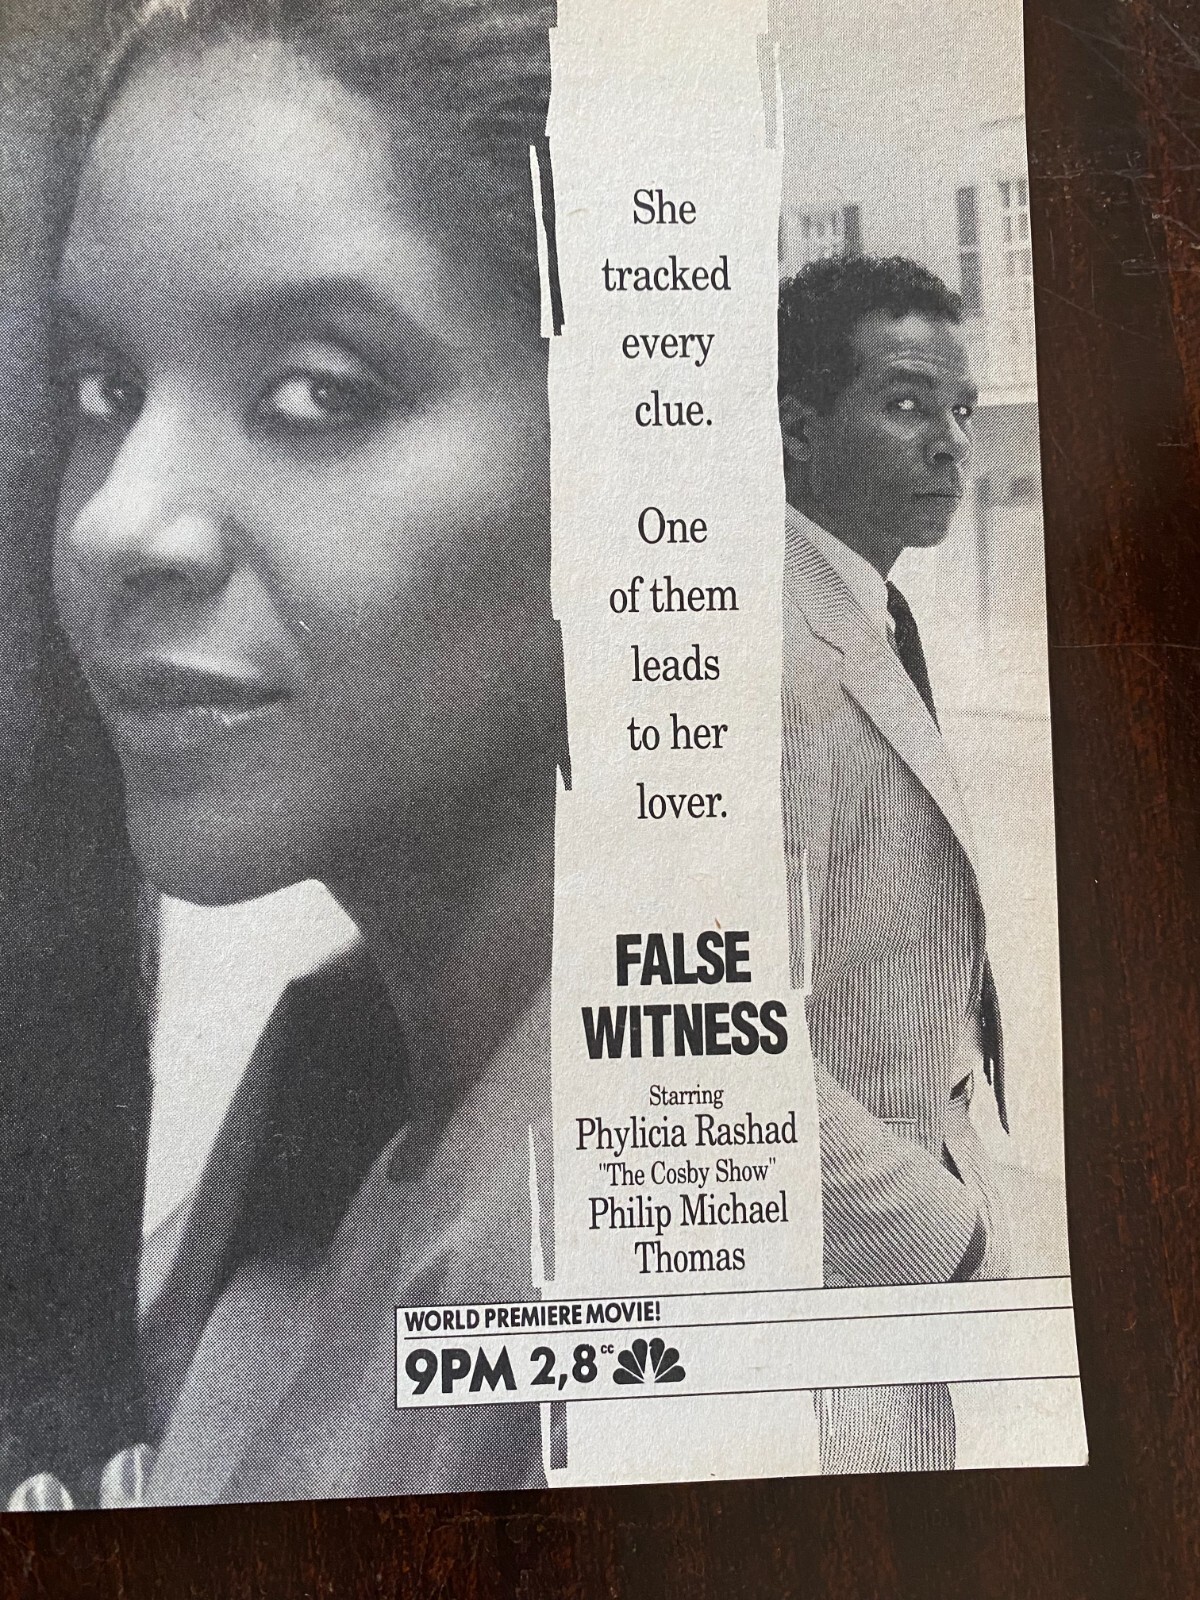 She
tracked
every
clue.
One
of them
leads
to her
lover.
FALSE
WITNESS
Starring
Phylicia Rashad
"The Cosby Show"
Philip Michael
Thomas
WORLD PREMIERE MOVIE!
9PM 2,8 cc